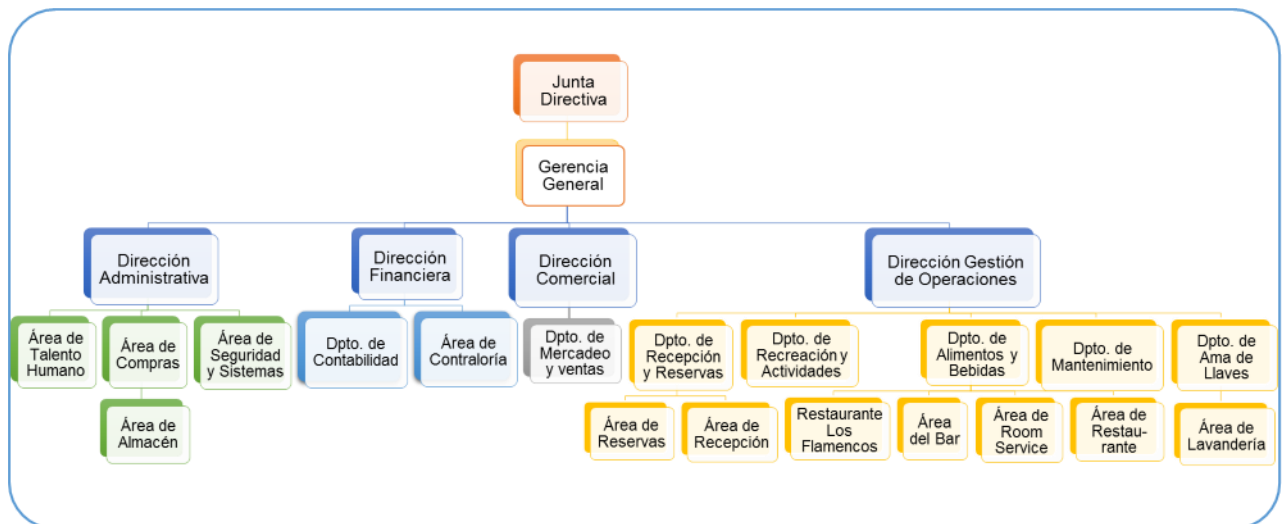 Junta
Directiva
Gerencia
General
Dirección
Administrativa
Dirección
Financiera
Dirección
Comercial
Dirección Gestión
de Operaciones
Área de
Talento
Humano
Área de
Compras
Área de
Seguridad
y Sistemas
Dpto. de
Contabilidad
Área de
Contraloría
Dpto. de
Mercadeo
y ventas
Dpto. de
Recepción
y Reservas
Dpto. de
Recreación y
Actividades
Dpto. de
Alimentos y
Bebidas
Dpto. de
Mantenimiento
Dpto. de
Ama de
Llaves
Área de
Almacén
Área de
Reservas
Área de
Recepción
Restaurante
Los
Flamencos
Área
del Bar
Área de
Room
Service
Área de
Restau-
rante
Área de
Lavandería